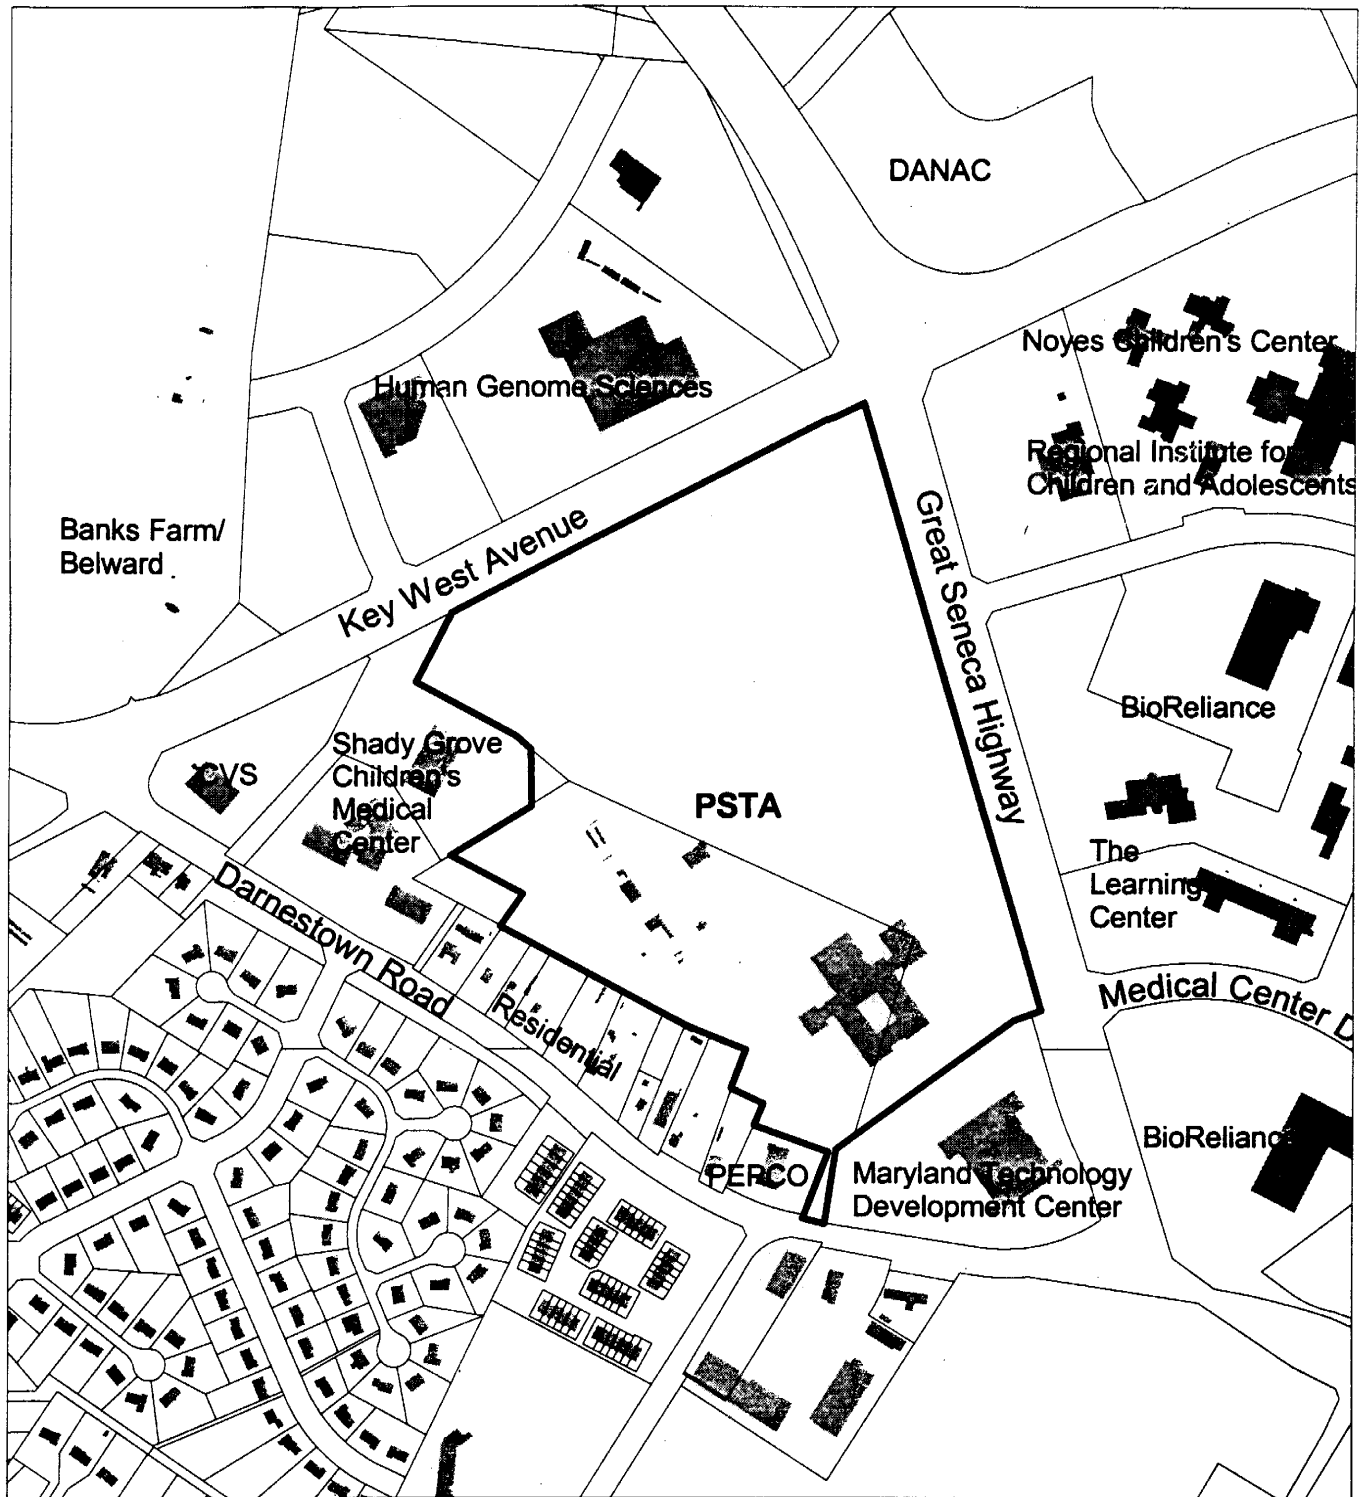 DANAC
Noyes Children's Center
Human Genome Sciences
Regional Institute for
Children and Adolescents
Banks Farm/
Belward
Key West Avenue
Great Seneca Highway
BioReliance
Shady Grove
Children's
Medical
Center
CVS
PSTA
The
Learning
Center
Darnestown Road
Medical Center D
Residential
BioReliance
PEPCO
Maryland Technology
Development Center